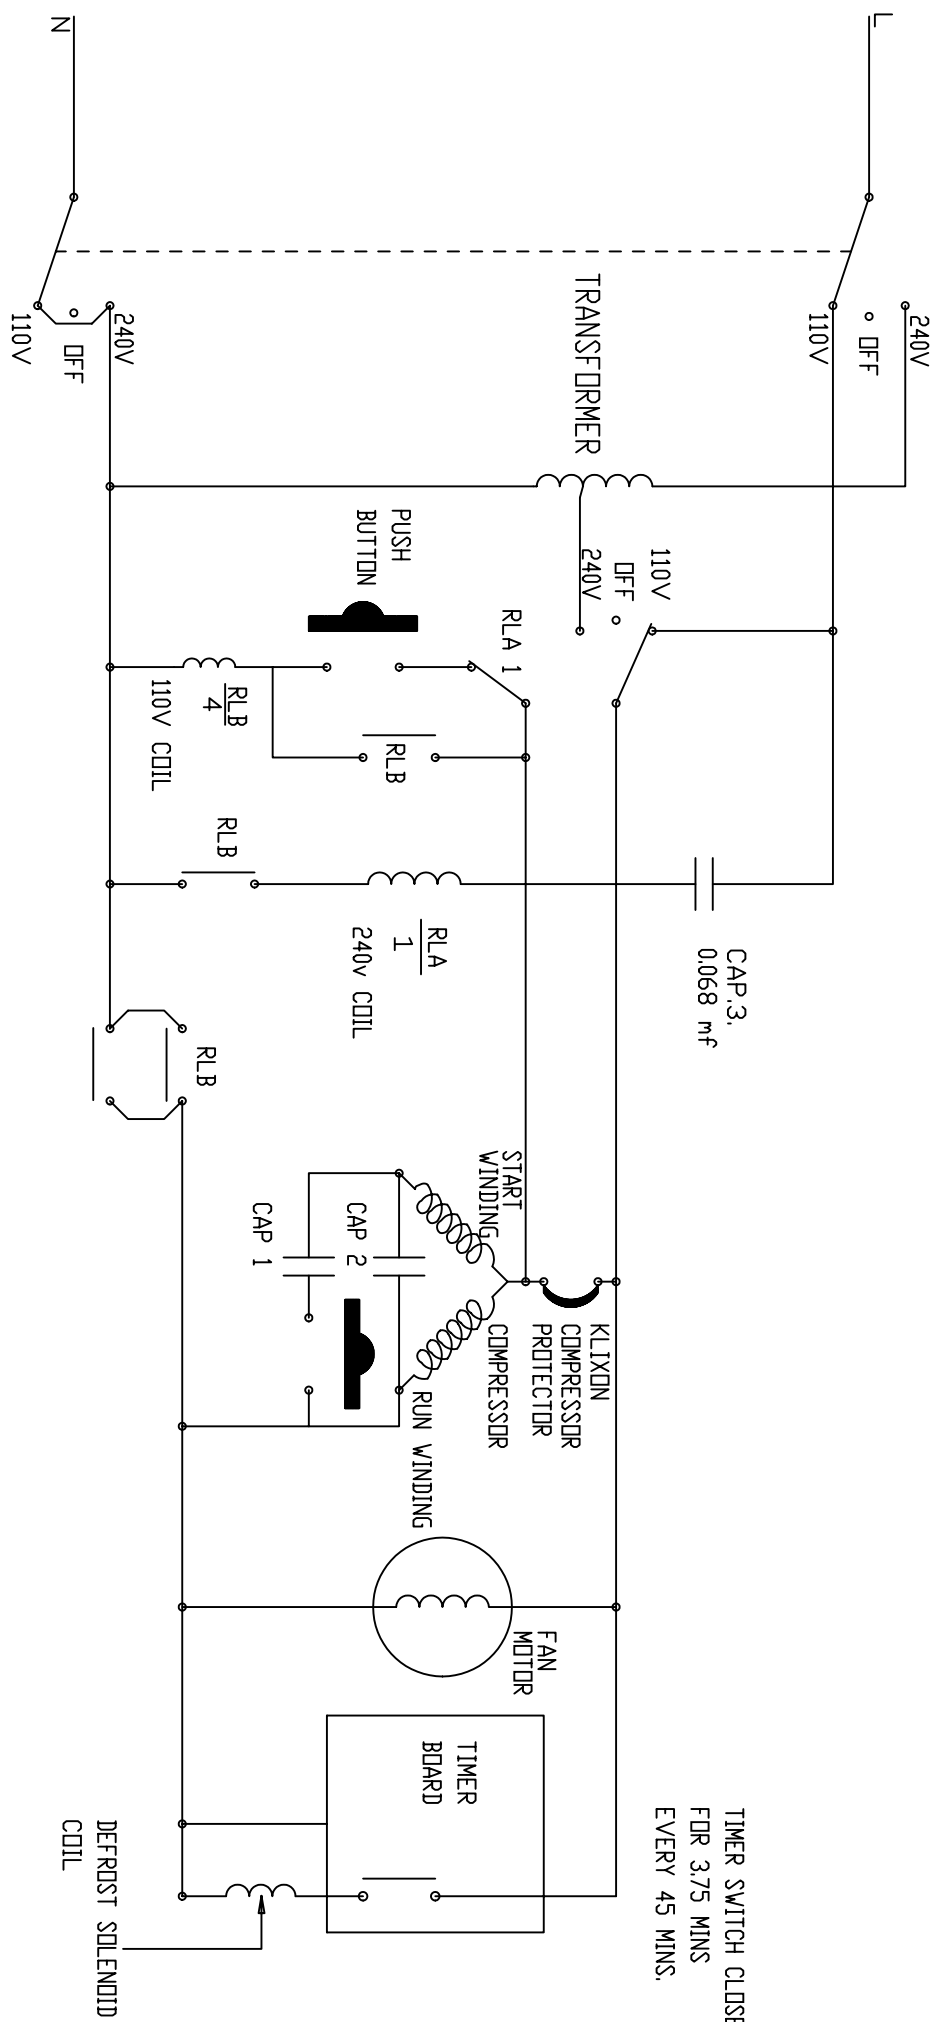 L
240V
OFF
110V
N
240V
OFF
110V
TRANSFORMER
110V
OFF
240V
PUSH
BUTTON
RLA 1
RLB
4
110V COIL
RLB
RLB
RLA
1
240v COIL
CAP.3.
0.068 mf
RLB
START
WINDING
CAP 2
CAP 1
KLIXON
COMPRESSOR
PROTECTOR
COMPRESSOR
RUN WINDING
FAN
MOTOR
TIMER
BOARD
TIMER SWITCH CLOSE
FOR 3.75 MINS
EVERY 45 MINS.
DEFROST SOLENOID
COIL